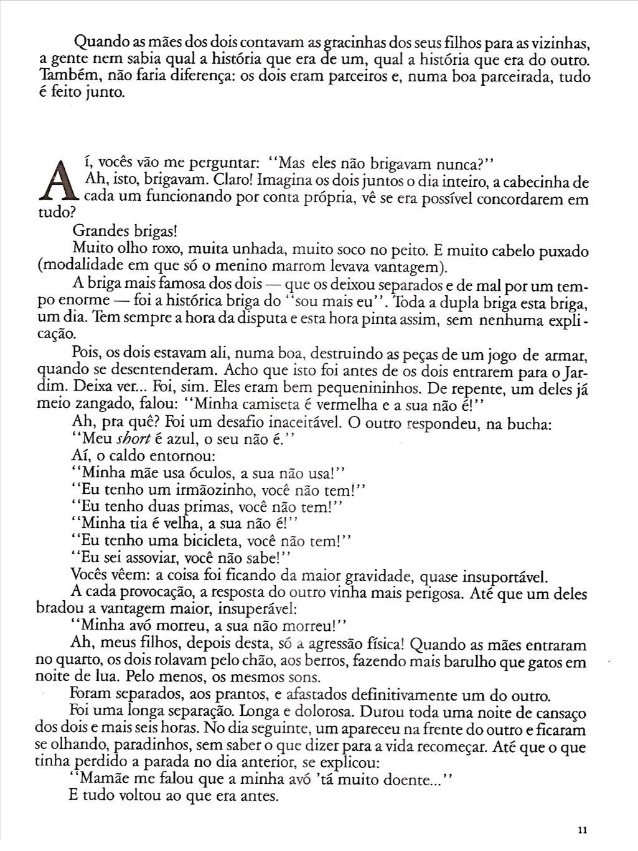 Quando as mães dos dois contavam as gracinhas dos seus filhos para as vizinhas,
a gente nem sabia qual a história que era de um, qual a história que era do outro.
Também, não faria diferença: os dois eram parceiros e, numa boa parceirada, tudo
é feito junto.
Aí, vocês vão me perguntar: "Mas eles não brigavam nunca?"
Ah, isto, brigavam. Claro! Imagina os dois juntos o dia inteiro, a cabecinha de
cada um funcionando por conta própria, vê se era possível concordarem em
tudo?
Grandes brigas!
Muito olho roxo, muita unhada, muito soco no peito. E muito cabelo puxado
(modalidade em que só o menino marrom levava vantagem).
A briga mais famosa dos dois — que os deixou separados e de mal por um tem-
po enorme — foi a histórica briga do "sou mais eu". Toda a dupla briga esta briga,
um dia. Tem sempre a hora da disputa e esta hora pinta assim, sem nenhuma expli-
cação.
Pois, os dois estavam ali, numa boa, destruindo as peças de um jogo de armar,
quando se desentenderam. Acho que isto foi antes de os dois entrarem para o Jar-
dim. Deixa ver... Foi, sim. Eles eram bem pequenininhos. De repente, um deles já
meio zangado, falou: "Minha camiseta é vermelha e a sua não é!"
Ah, pra quê? Foi um desafio inaceitável. O outro respondeu, na bucha:
"Meu short é azul, o seu não é."
Aí, o caldo entornou:
"Minha mãe usa óculos, a sua não usa!"
"Eu tenho um irmãozinho, você não tem!"
"Eu tenho duas primas, você não tem!"
"Minha tia é velha, a sua não é!"
"Eu tenho uma bicicleta, você não tem!"
"Eu sei assoviar, você não sabe!"
Vocês vêem: a coisa foi ficando da maior gravidade, quase insuportável.
A cada provocação, a resposta do outro vinha mais perigosa. Até que um deles
bradou a vantagem maior, insuperável:
"Minha avó morreu, a sua não morreu!"
Ah, meus filhos, depois desta, só a agressão física! Quando as mães entraram
no quarto, os dois rolavam pelo chão, aos berros, fazendo mais barulho que gatos em
noite de lua. Pelo menos, os mesmos sons.
Foram separados, aos prantos, e afastados definitivamente um do outro.
Foi uma longa separação. Longa e dolorosa. Durou toda uma noite de cansaço
dos dois e mais seis horas. No dia seguinte, um apareceu na frente do outro e ficaram
se olhando, paradinhos, sem saber o que dizer para a vida recomeçar. Até que o que
tinha perdido a parada no dia anterior, se explicou:
"Mamãe me falou que a minha avó 'tá muito doente..."
E tudo voltou ao que era antes.
11